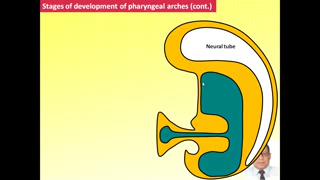 Stages of development of pharyngeal arches (cont.)
Neural tube